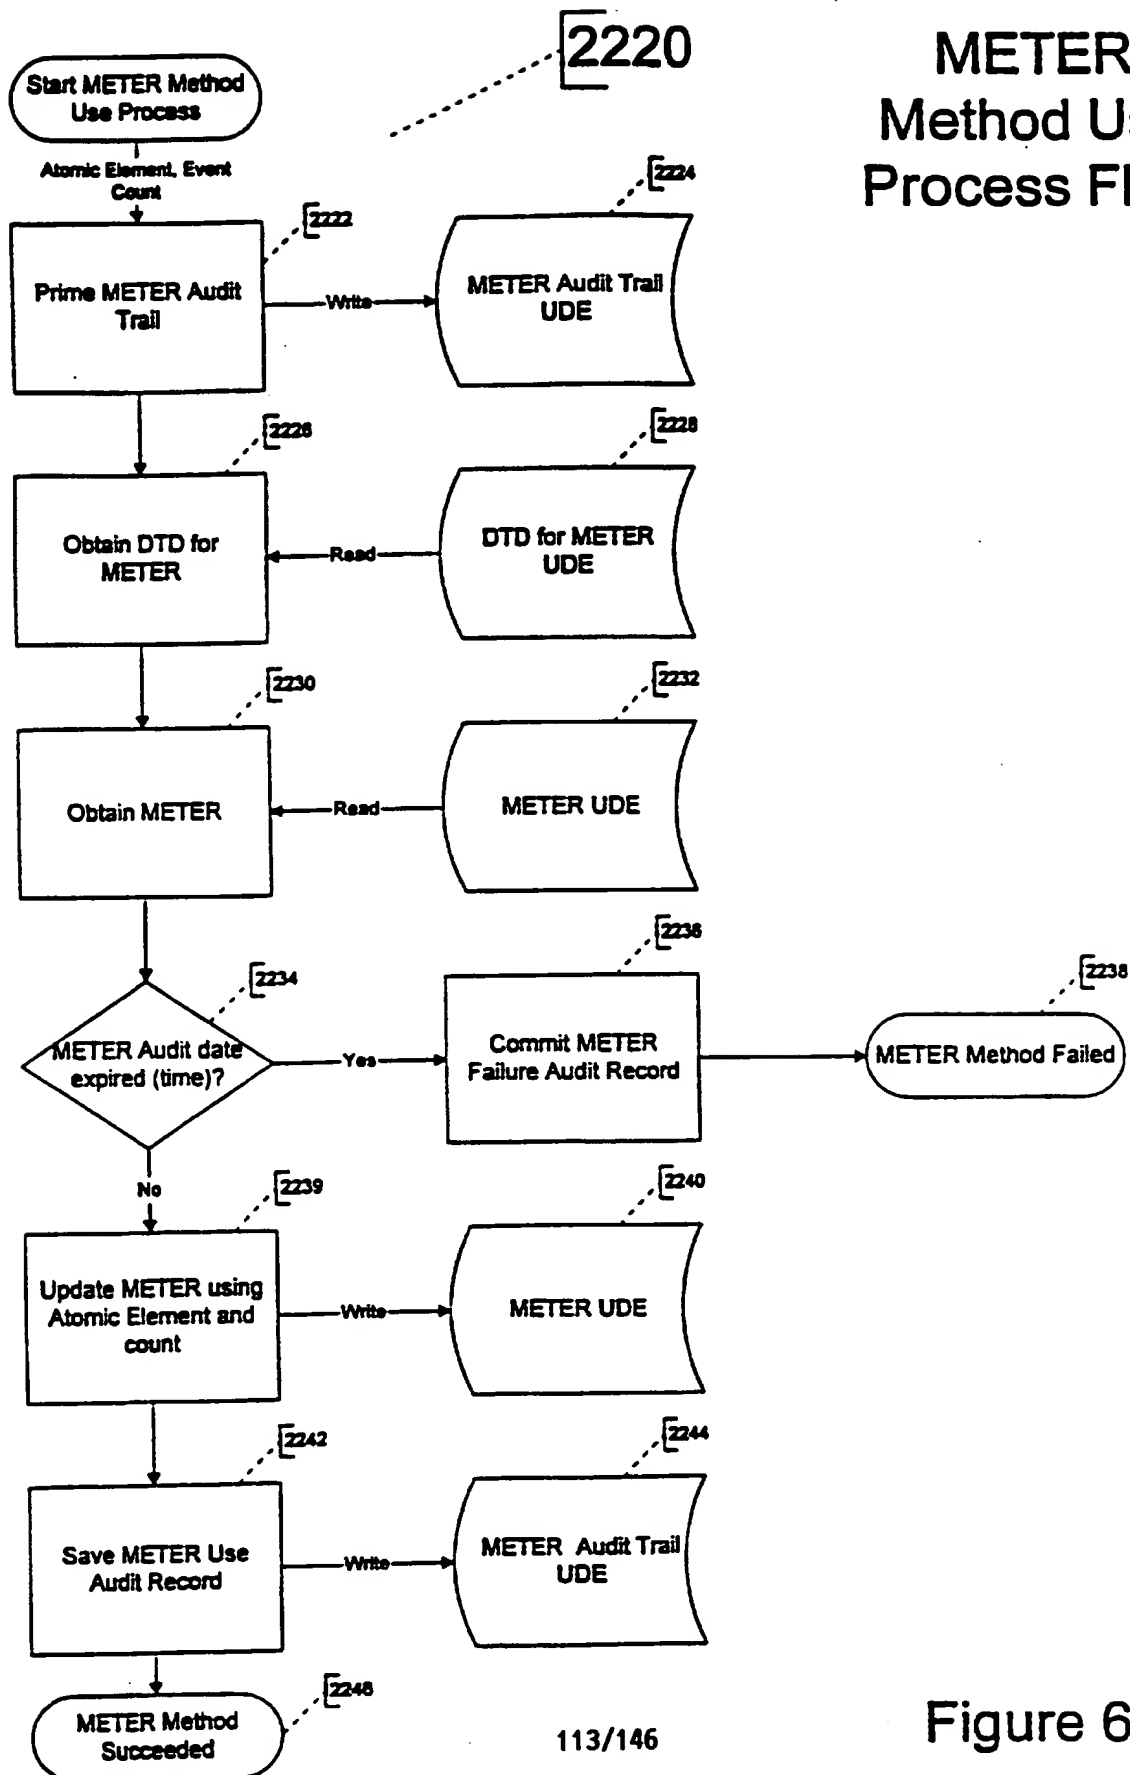 2220
METER
Method Us
Process Fl
Start METER Method
Use Process
Atomic Element, Event
Count
2222
Prime METER Audit
Trail
Write
2224
METER Audit Trail
UDE
2226
Obtain DTD for
METER
Read
2228
DTD for METER
UDE
2230
Obtain METER
Read
2232
METER UDE
2234
METER Audit date
expired (time)?
Yes
2236
Commit METER
Failure Audit Record
2238
METER Method Failed
No
2239
Update METER using
Atomic Element and
count
Write
2240
METER UDE
2242
Save METER Use
Audit Record
Write
2244
METER Audit Trail
UDE
2246
METER Method
Succeeded
113/146
Figure 6